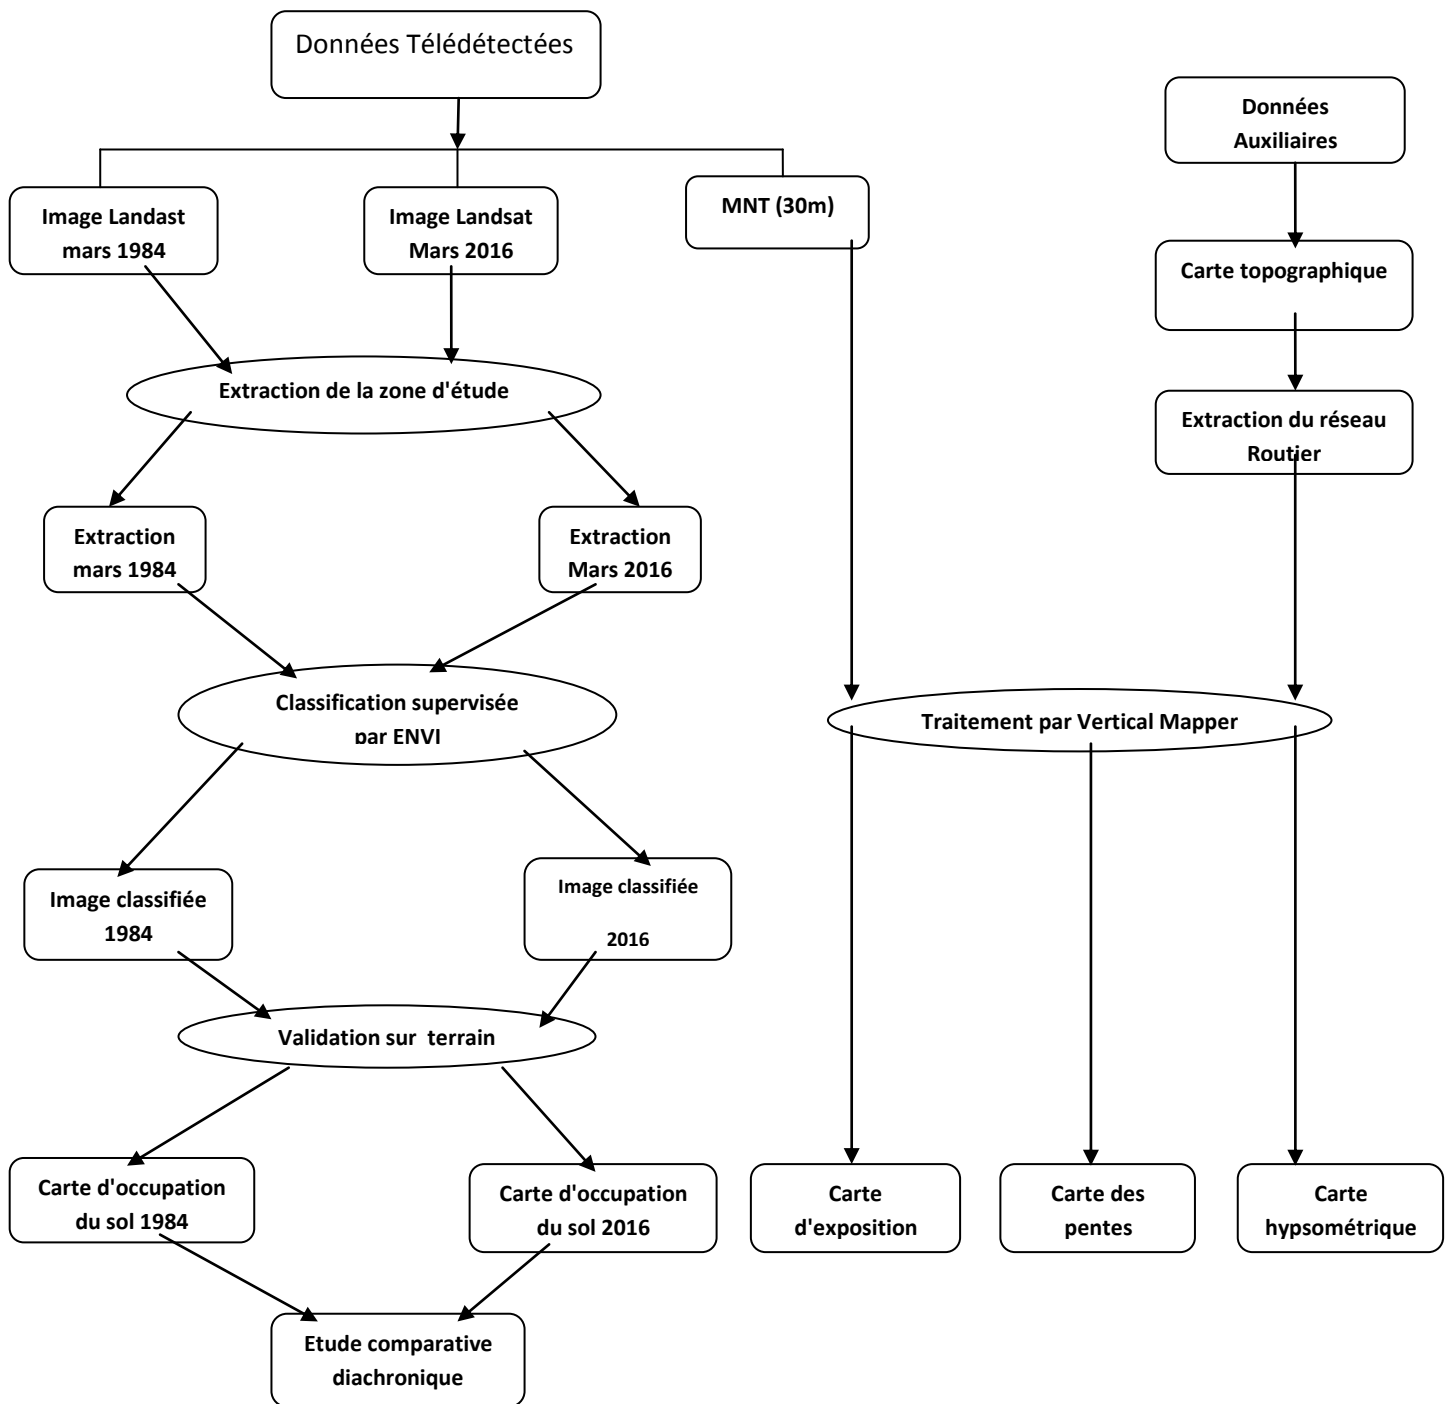 Données Télédétectées
Données
Auxiliaires
Image Landast
mars 1984
Image Landsat
Mars 2016
MNT (30m)
Carte topographique
Extraction de la zone d'étude
Extraction du réseau
Routier
Extraction
mars 1984
Extraction
Mars 2016
Classification supervisée
par ENVI
Traitement par Vertical Mapper
Image classifiée
1984
Image classifiée
2016
Validation sur  terrain
Carte d'occupation
du sol 1984
Carte d'occupation
du sol 2016
Carte
d'exposition
Carte des
pentes
Carte
hypsométrique
Etude comparative
diachronique